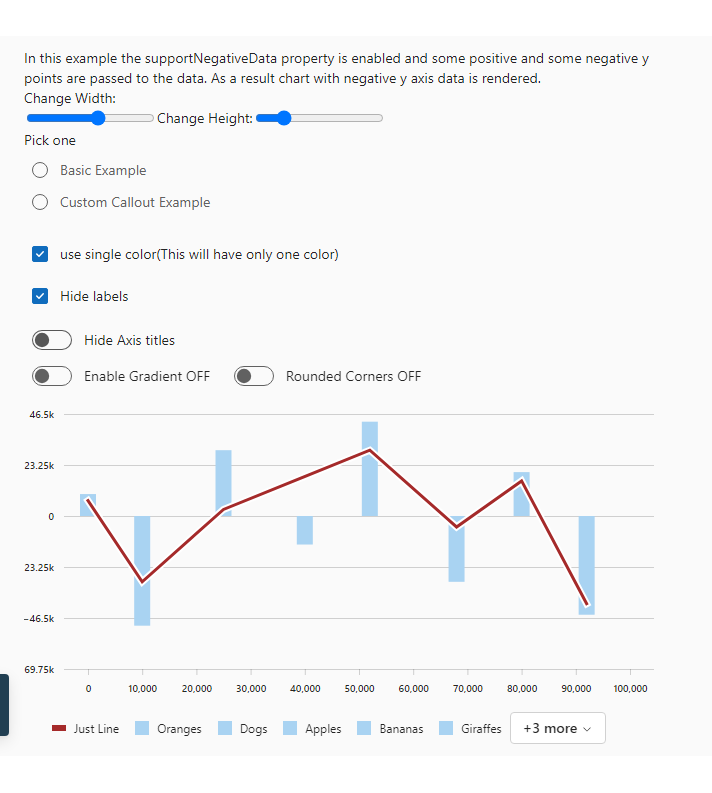 In this example the supportNegativeData property is enabled and some positive and some negative y
points are passed to the data. As a result chart with negative y axis data is rendered.
Change Width:
Change Height:
Pick one
Basic Example
Custom Callout Example
use single color(This will have only one color)
Hide labels
Hide Axis titles
Enable Gradient OFF Rounded Corners OFF
46.5k
23.25k
0
23.25k
−46.5k
69.75k
0 10,000 20,000 30,000 40,000 50,000 60,000 70,000 80,000 90,000 100,000
Just Line Oranges Dogs Apples Bananas Giraffes +3 more